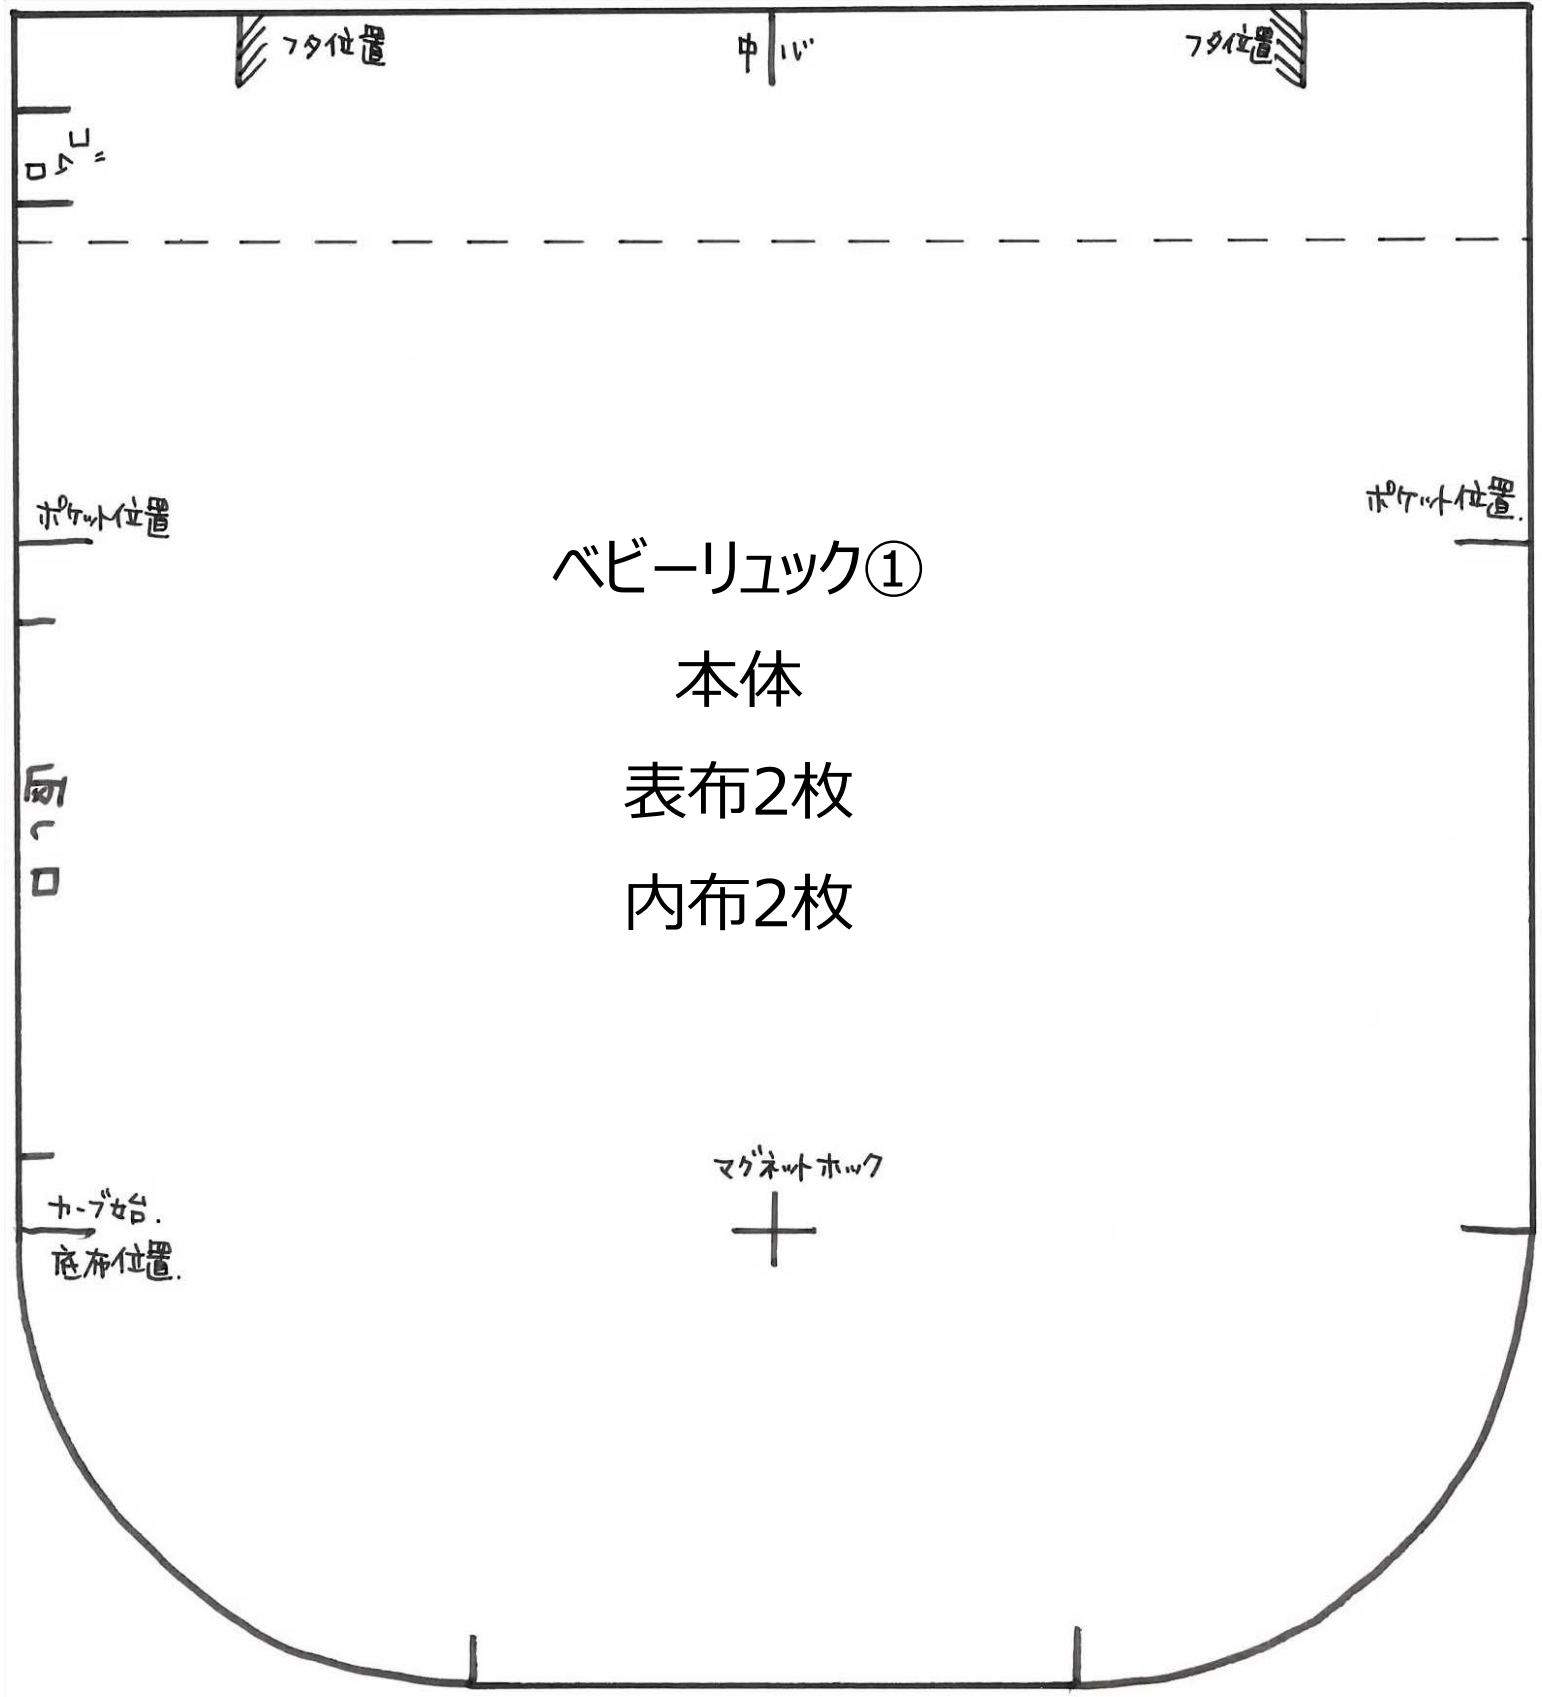 フタ位置
中心
フタ位置
ゴム口
ポケット位置
ポケット位置.
ベビーリュック①
本体
表布2枚
内布2枚
返し口
マグネットホック
カーブ始.
底布位置.